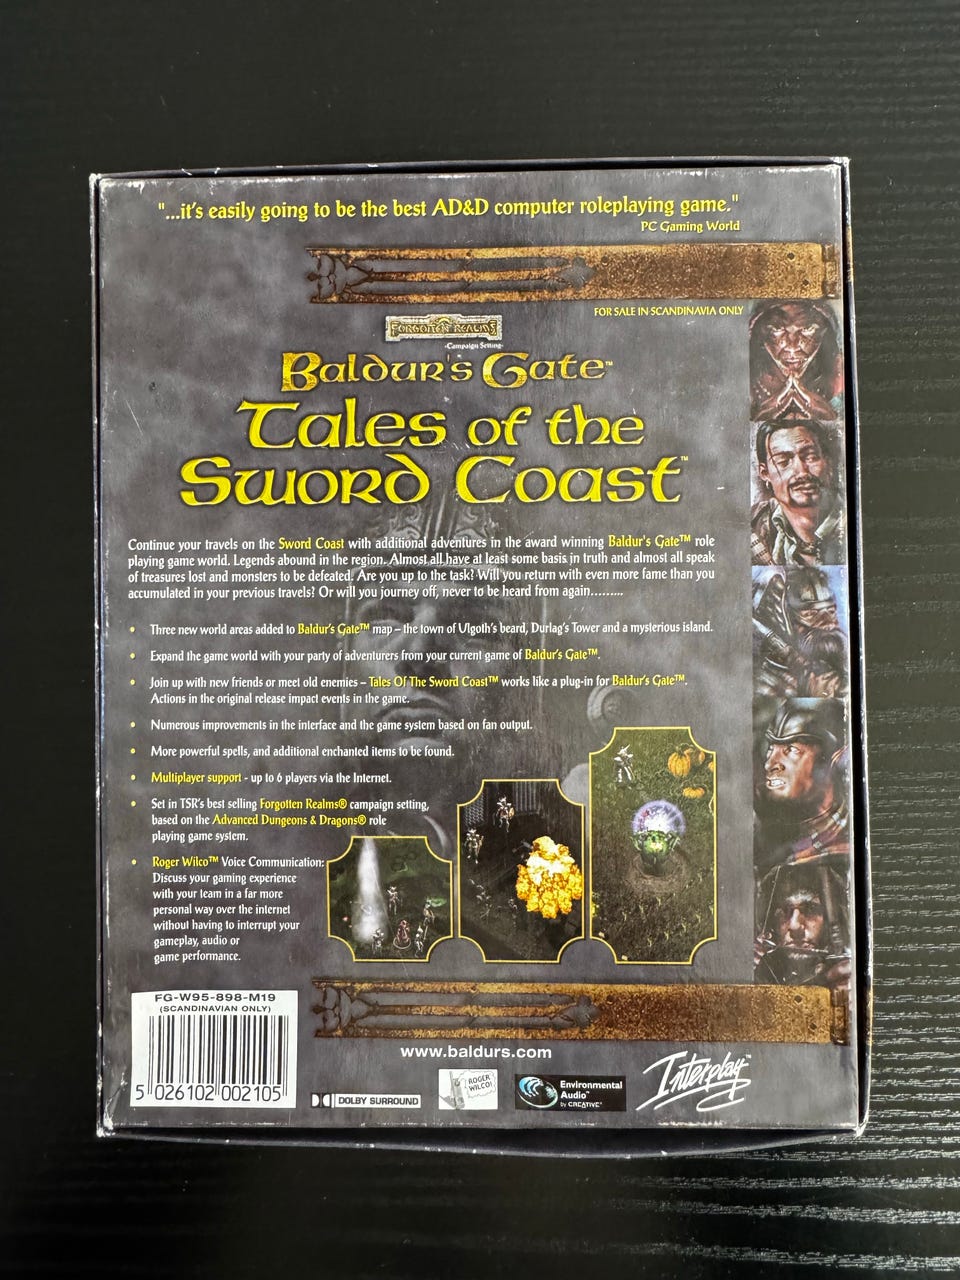 "...it's easily going to be the best AD&D computer roleplaying game."
PC Gaming World
FOR SALE IN SCANDINAVIA ONLY
FORGOTTEN REALMS
-Campaign Setting-
Baldur's Gate™
Tales of the
Sword Coast™
Continue your travels on the Sword Coast with additional adventures in the award winning Baldur's Gate™ role
playing game world. Legends abound in the region. Almost all have at least some basis in truth and almost all speak
of treasures lost and monsters to be defeated. Are you up to the task? Will you return with even more fame than you
accumulated in your previous travels? Or will you journey off, never to be heard from again.........
• Three new world areas added to Baldur's Gate™ map – the town of Ulgoth's beard, Durlag's Tower and a mysterious island.
• Expand the game world with your party of adventurers from your current game of Baldur's Gate™.
• Join up with new friends or meet old enemies – Tales Of The Sword Coast™ works like a plug-in for Baldur's Gate™.
Actions in the original release impact events in the game.
• Numerous improvements in the interface and the game system based on fan output.
• More powerful spells, and additional enchanted items to be found.
• Multiplayer support - up to 6 players via the Internet.
• Set in TSR's best selling Forgotten Realms® campaign setting,
based on the Advanced Dungeons & Dragons® role
playing game system.
• Roger Wilco™ Voice Communication:
Discuss your gaming experience
with your team in a far more
personal way over the internet
without having to interrupt your
gameplay, audio or
game performance.
FG-W95-898-M19
(SCANDINAVIAN ONLY)
5 026102 002105
www.baldurs.com
DOLBY SURROUND
ROGER
WILCO
Environmental
Audio™
by CREATIVE®
Interplay™